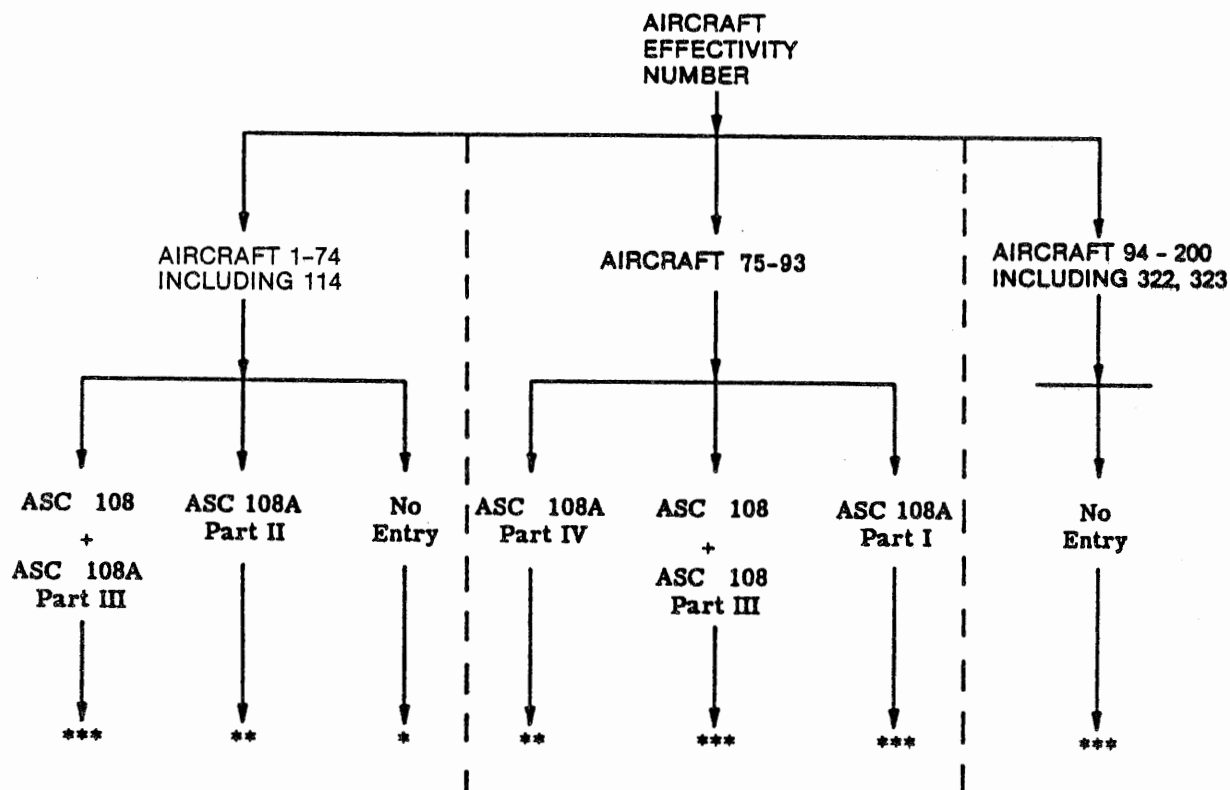 AIRCRAFT
EFFECTIVITY
NUMBER
AIRCRAFT 1-74
INCLUDING 114
AIRCRAFT 75-93
AIRCRAFT 94 - 200
INCLUDING 322, 323
ASC 108
+
ASC 108A
Part III
ASC 108A
Part II
No
Entry
ASC 108A
Part IV
ASC 108
+
ASC 108
Part III
ASC 108A
Part I
No
Entry
***
**
*
**
***
***
***